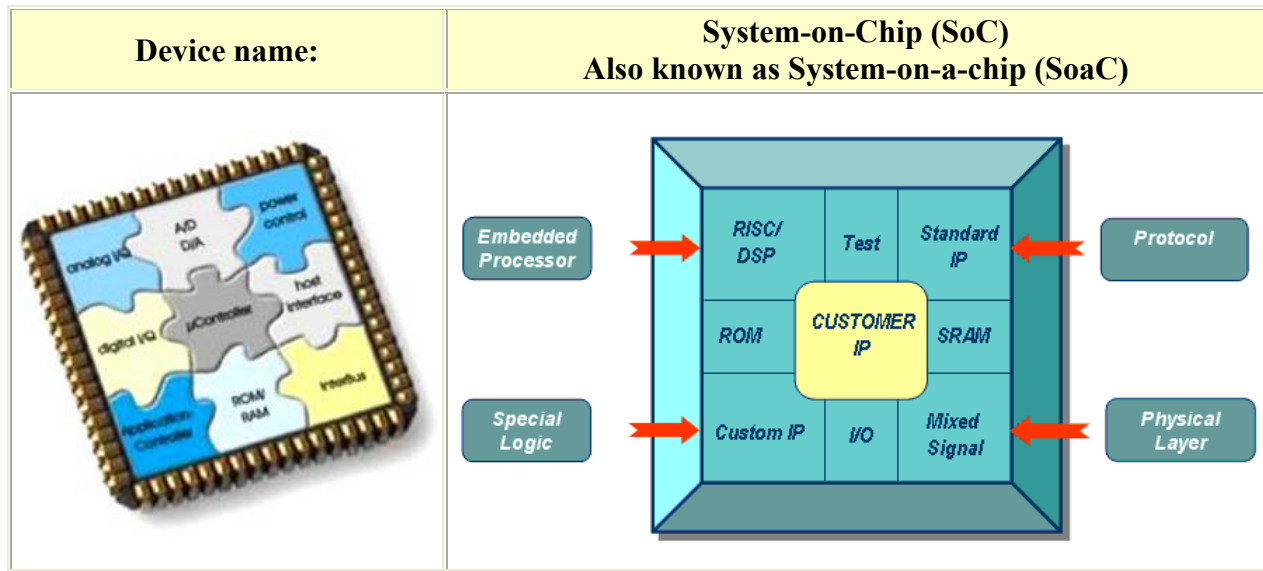 Device name:
System-on-Chip (SoC)
Also known as System-on-a-chip (SoaC)
analog I/Q
A/D
D/A
power
control
digital I/Q
µController
host
interface
Application-
Controller
ROM/
RAM
InterBus
Embedded
Processor
Special
Logic
RISC/
DSP
Test
Standard
IP
ROM
CUSTOMER
IP
SRAM
Custom IP
I/O
Mixed
Signal
Protocol
Physical
Layer